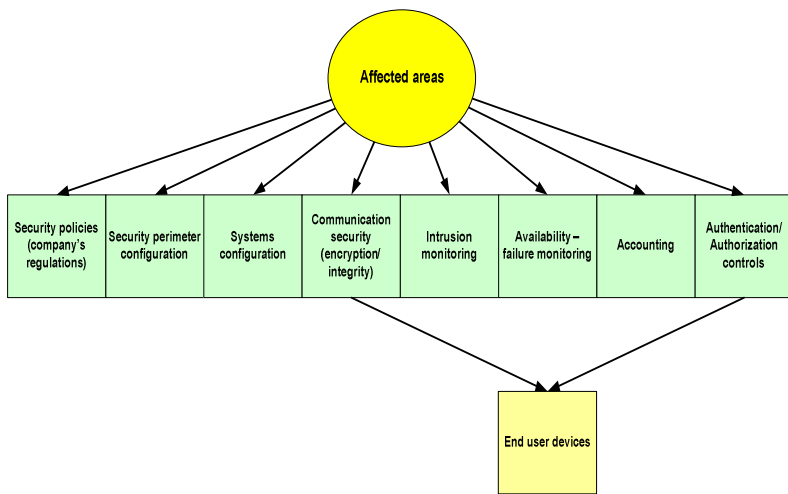 Affected areas
Security policies
(company's
regulations)
Security perimeter
configuration
Systems
configuration
Communication
security
(encryption/
integrity)
Intrusion
monitoring
Availability –
failure monitoring
Accounting
Authentication/
Authorization
controls
End user devices